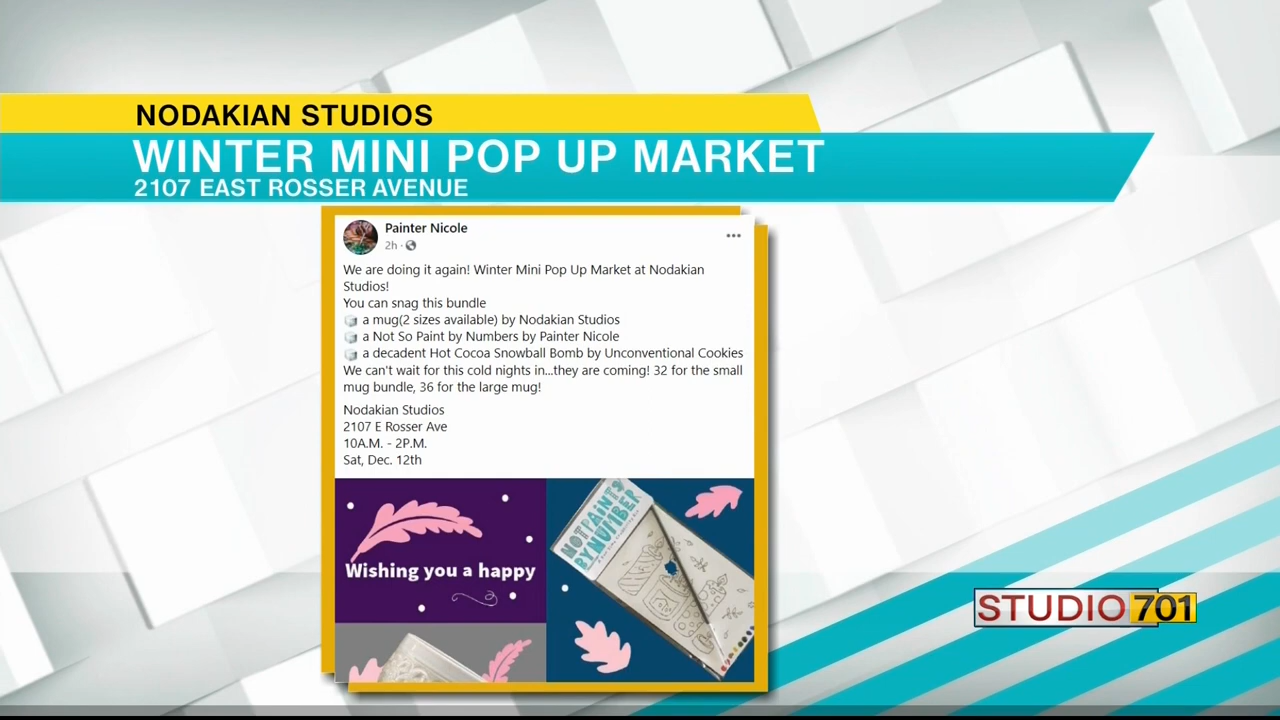 NODAKIAN STUDIOS
WINTER MINI POP UP MARKET
2107 EAST ROSSER AVENUE
Painter Nicole
2h ·
We are doing it again! Winter Mini Pop Up Market at Nodakian
Studios!
You can snag this bundle
a mug(2 sizes available) by Nodakian Studios
a Not So Paint by Numbers by Painter Nicole
a decadent Hot Cocoa Snowball Bomb by Unconventional Cookies
We can't wait for this cold nights in...they are coming! 32 for the small
mug bundle, 36 for the large mug!
Nodakian Studios
2107 E Rosser Ave
10A.M. - 2P.M.
Sat, Dec. 12th
Wishing you a happy
NOT PAINT
BY NUMBER
STUDIO 701